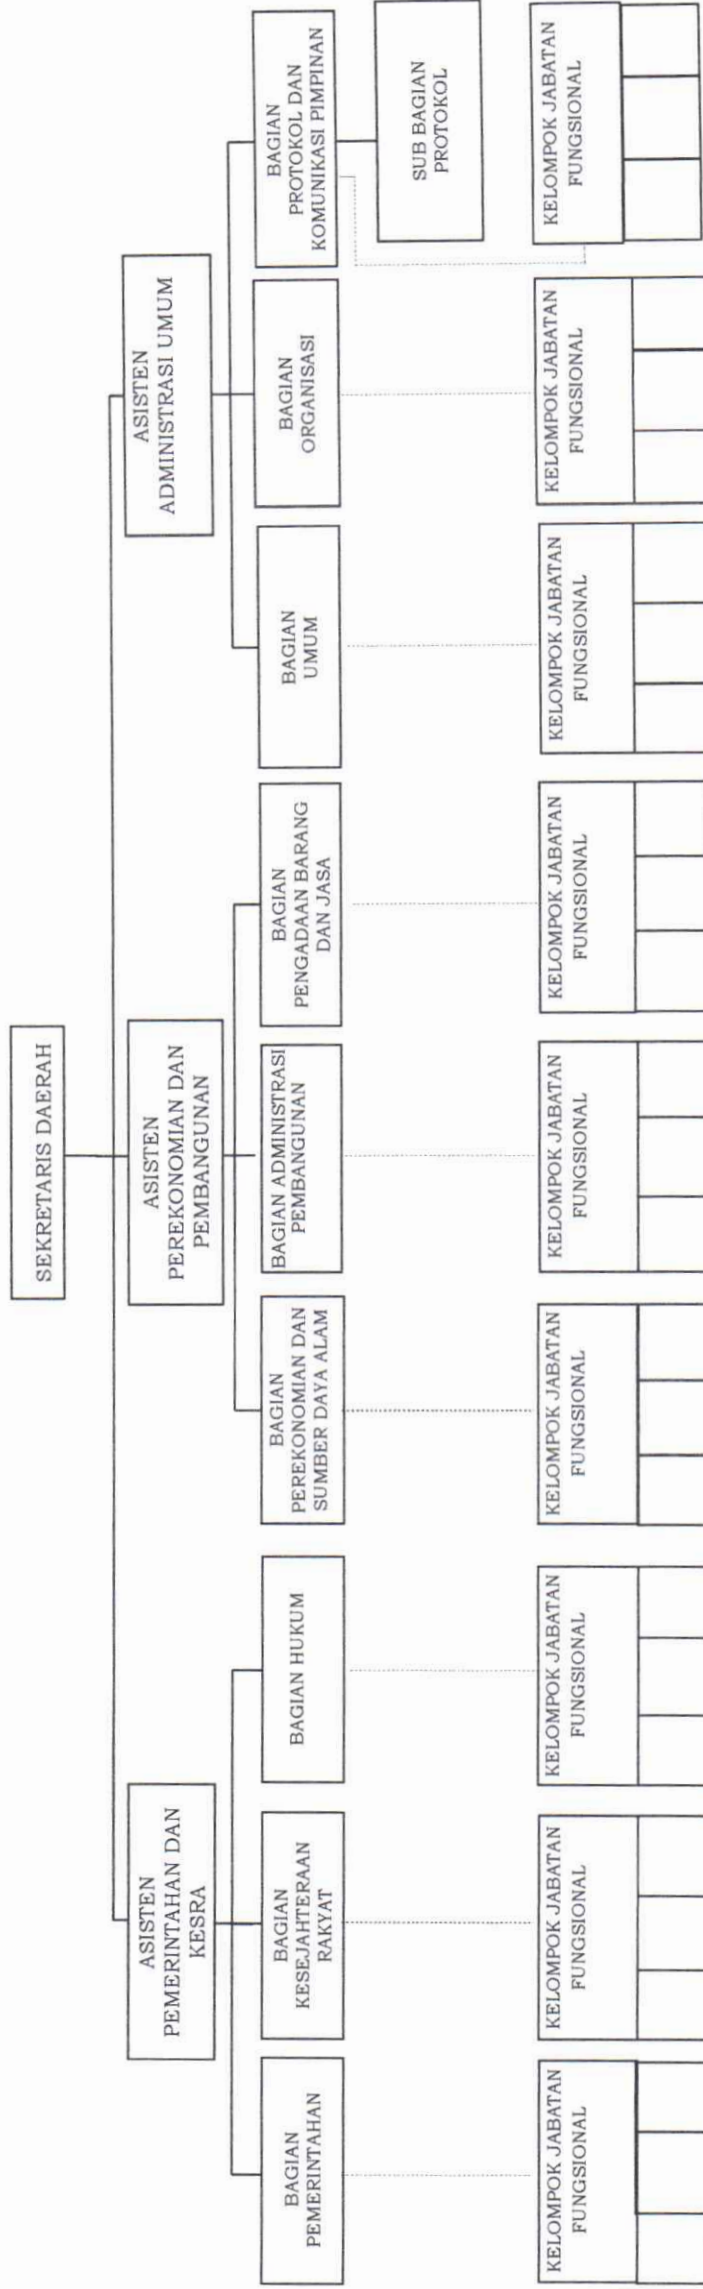 SEKRETARIS DAERAH
ASISTEN
PEMERINTAHAN DAN
KESRA
ASISTEN
PEREKONOMIAN DAN
PEMBANGUNAN
ASISTEN
ADMINISTRASI UMUM
BAGIAN
PEMERINTAHAN
BAGIAN
KESEJAHTERAAN
RAKYAT
BAGIAN HUKUM
BAGIAN
PEREKONOMIAN DAN
SUMBER DAYA ALAM
BAGIAN ADMINISTRASI
PEMBANGUNAN
BAGIAN
PENGADAAN BARANG
DAN JASA
BAGIAN
UMUM
BAGIAN
ORGANISASI
BAGIAN
PROTOKOL DAN
KOMUNIKASI PIMPINAN
SUB BAGIAN
PROTOKOL
KELOMPOK JABATAN
FUNGSIONAL
KELOMPOK JABATAN
FUNGSIONAL
KELOMPOK JABATAN
FUNGSIONAL
KELOMPOK JABATAN
FUNGSIONAL
KELOMPOK JABATAN
FUNGSIONAL
KELOMPOK JABATAN
FUNGSIONAL
KELOMPOK JABATAN
FUNGSIONAL
KELOMPOK JABATAN
FUNGSIONAL
KELOMPOK JABATAN
FUNGSIONAL